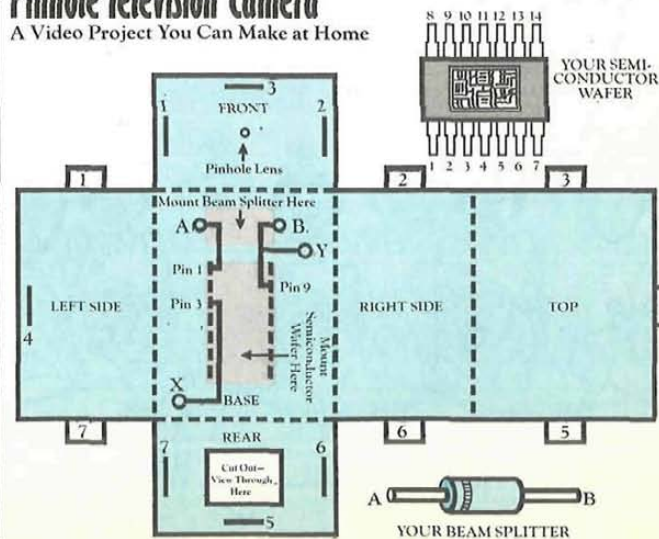 Pinhole Television Camera
A Video Project You Can Make at Home
8 9 10 11 12 13 14
YOUR SEMI-
CONDUCTOR
WAFER
1 2 3 4 5 6 7
3
1
FRONT
2
Pinhole Lens
1
2
3
Mount Beam Splitter Here
A
B.
Y
Pin 1
Pin 9
Pin 3
LEFT SIDE
4
Mount
Semiconductor
Wafer Here
RIGHT SIDE
TOP
X
BASE
7
6
5
REAR
7
6
Cut Out—
View Through
Here
5
A
B
YOUR BEAM SPLITTER